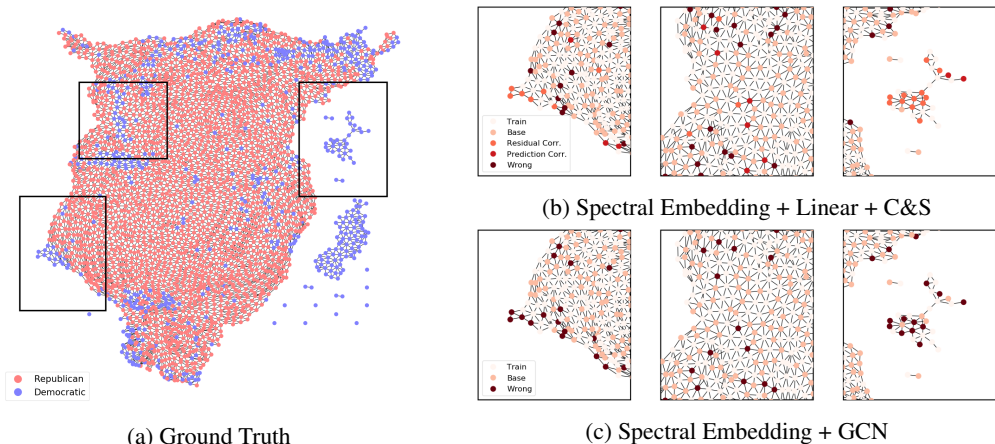 Republican
Democratic
(a) Ground Truth
Train
Base
Residual Corr.
Prediction Corr.
Wrong
(b) Spectral Embedding + Linear + C&S
Train
Base
Wrong
(c) Spectral Embedding + GCN